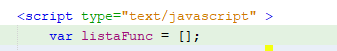 <script type="text/javascript" >
var listaFunc = [];